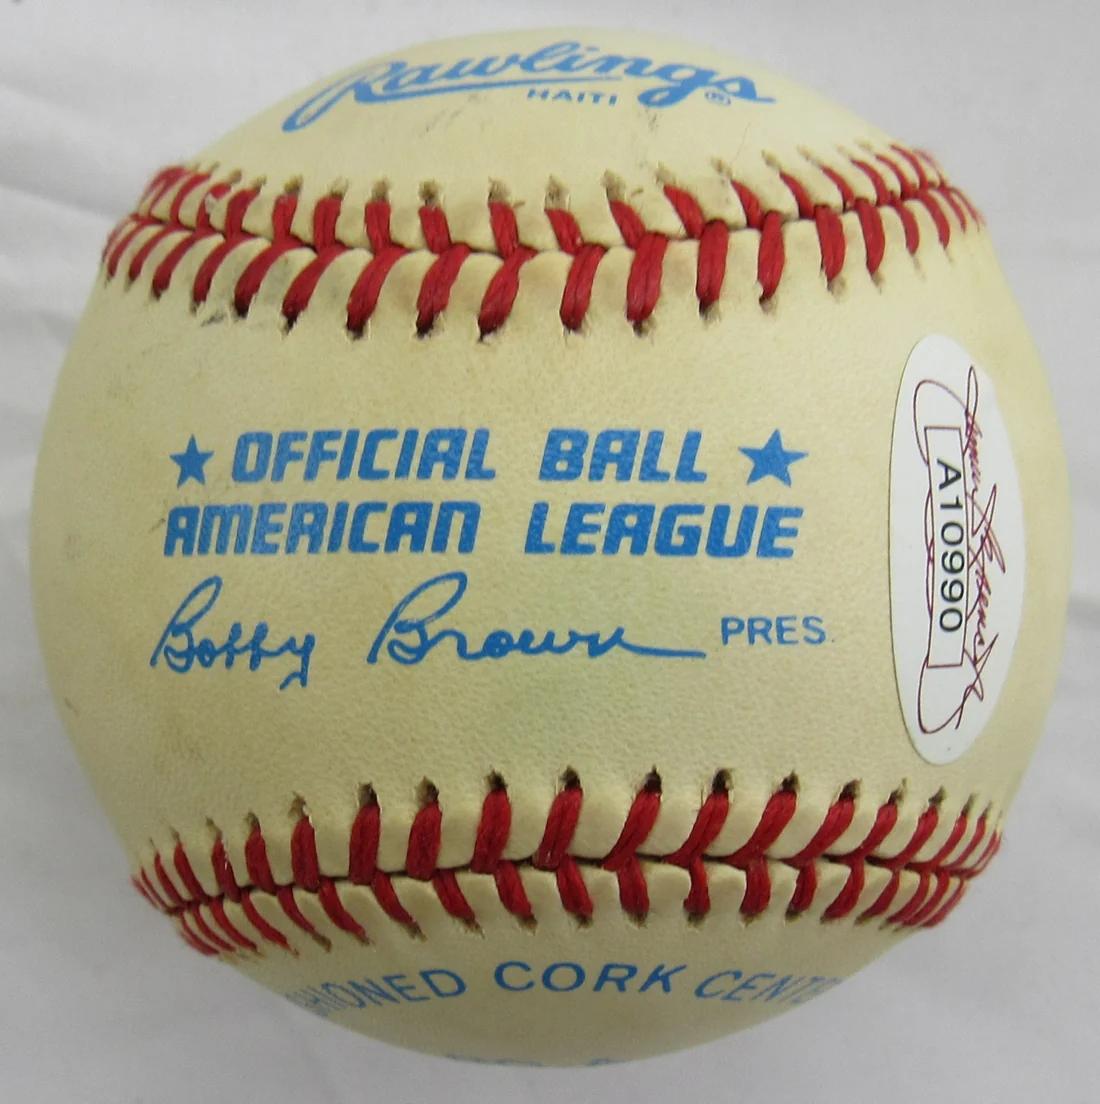 Rawlings ®
HAITI
★ OFFICIAL BALL ★
AMERICAN LEAGUE
Bobby Brown PRES.
A10990
CORK